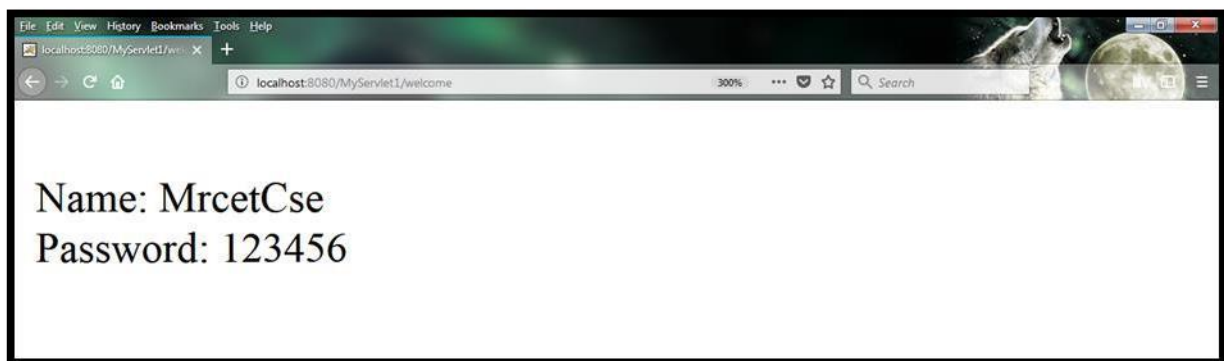 File Edit View History Bookmarks Tools Help
localhost:8080/MyServlet1/we
localhost:8080/MyServlet1/welcome 300% Search
Name: MrcetCse
Password: 123456